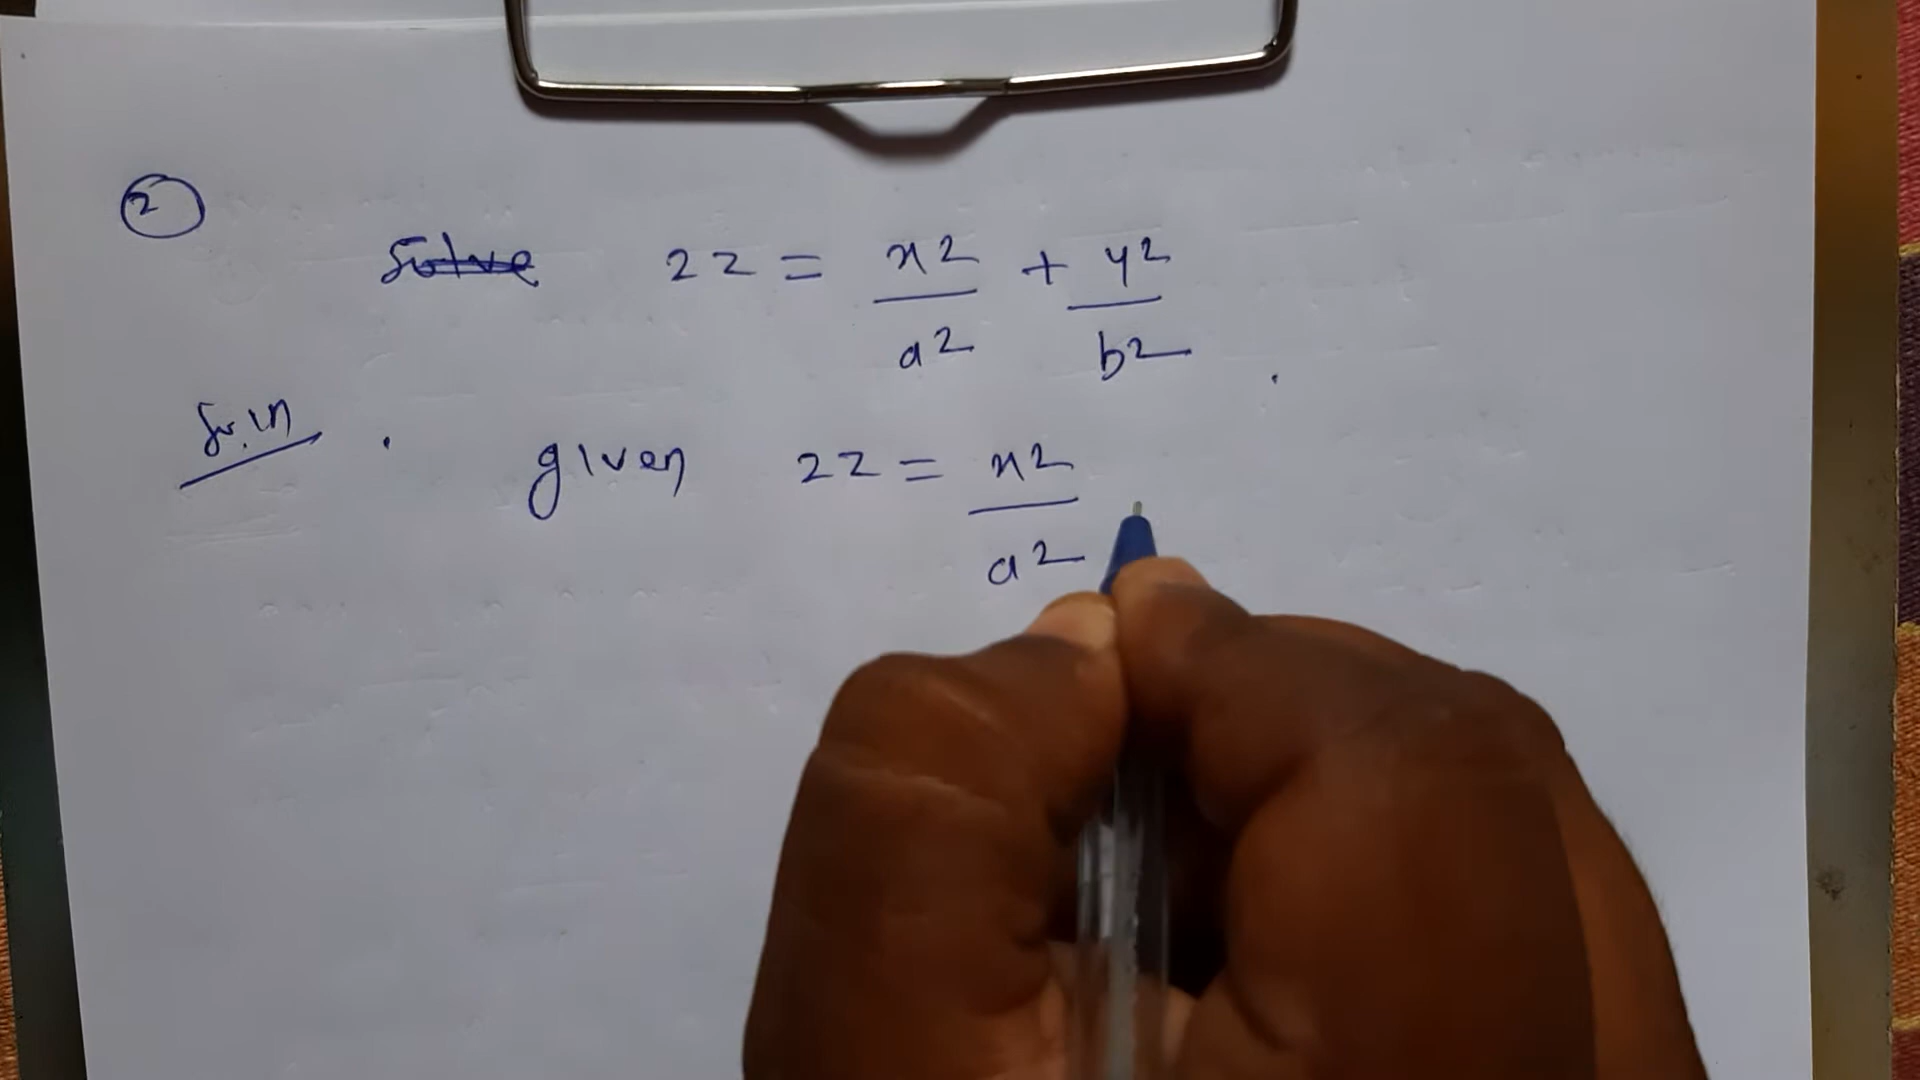 2
Solve 2z = x2/a2 + y2/b2.
Soln. given 2z = x2/a2